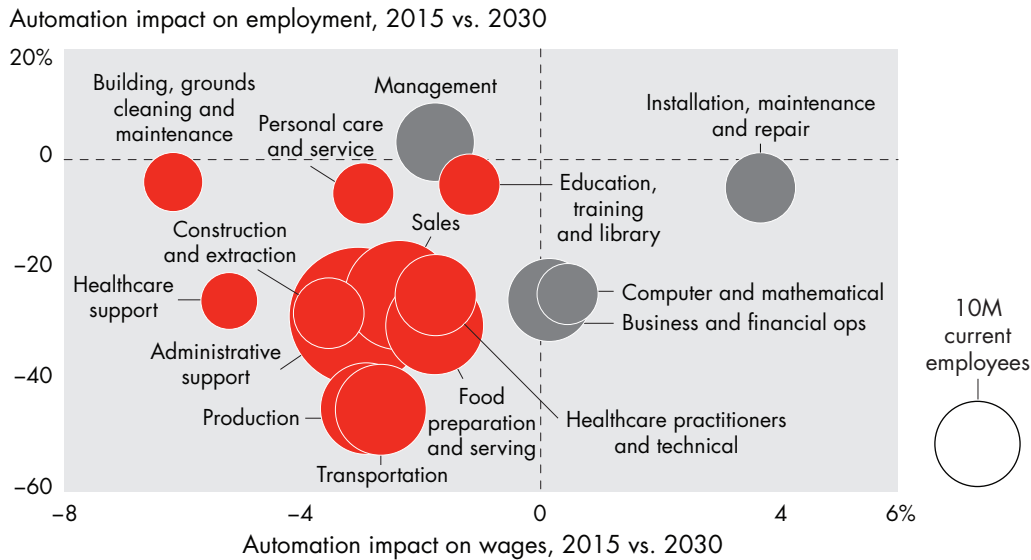 Automation impact on employment, 2015 vs. 2030
20%
0
−20
−40
−60
Building, grounds
cleaning and
maintenance
Personal care
and service
Management
Installation, maintenance
and repair
Education,
training
and library
Sales
Construction
and extraction
Healthcare
support
Administrative
support
Production
Transportation
Food
preparation
and serving
Healthcare practitioners
and technical
Computer and mathematical
Business and financial ops
10M
current
employees
−8
−4
0
4
6%
Automation impact on wages, 2015 vs. 2030